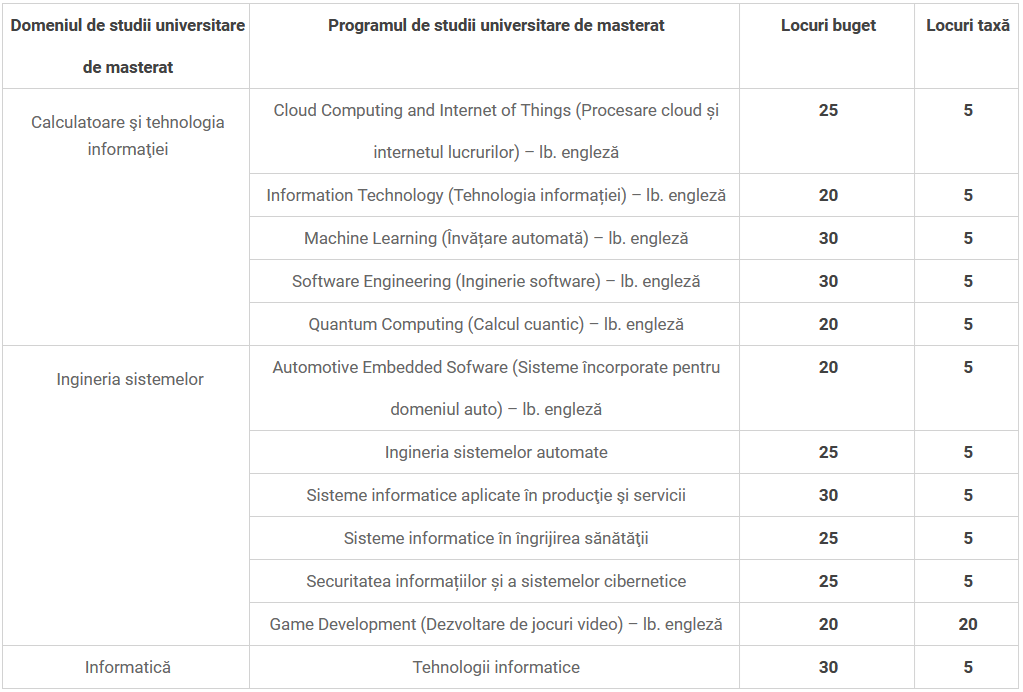 Domeniul de studii universitare
de masterat
Programul de studii universitare de masterat
Locuri buget
Locuri taxă
Calculatoare şi tehnologia
informaţiei
Cloud Computing and Internet of Things (Procesare cloud și
internetul lucrurilor) – lb. engleză
25
5
Information Technology (Tehnologia informației) – lb. engleză
20
5
Machine Learning (Învățare automată) – lb. engleză
30
5
Software Engineering (Inginerie software) – lb. engleză
30
5
Quantum Computing (Calcul cuantic) – lb. engleză
20
5
Ingineria sistemelor
Automotive Embedded Sofware (Sisteme încorporate pentru
domeniul auto) – lb. engleză
20
5
Ingineria sistemelor automate
25
5
Sisteme informatice aplicate în producţie şi servicii
30
5
Sisteme informatice în îngrijirea sănătăţii
25
5
Securitatea informațiilor și a sistemelor cibernetice
25
5
Game Development (Dezvoltare de jocuri video) – lb. engleză
20
20
Informatică
Tehnologii informatice
30
5